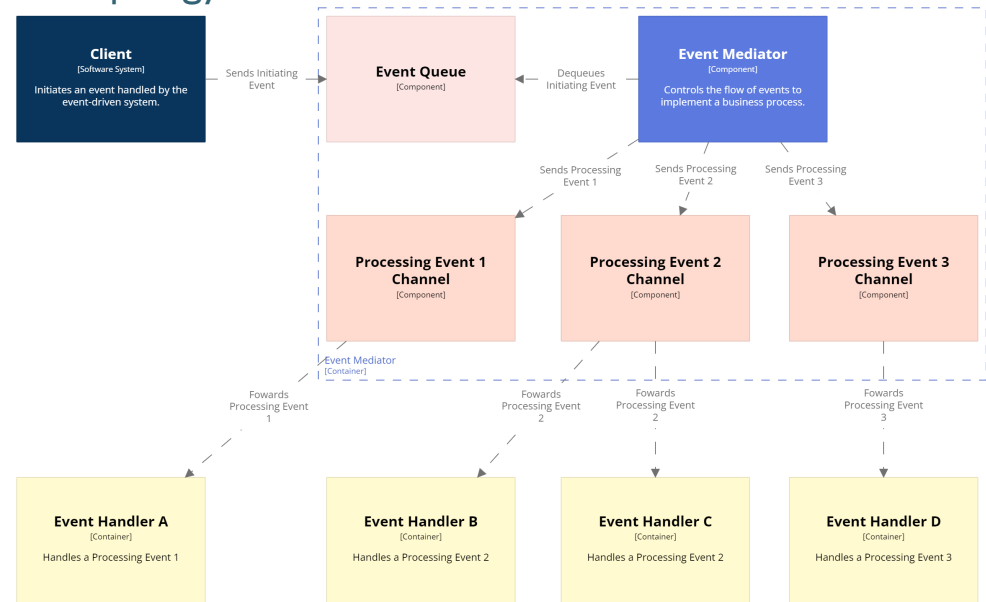 Client
[Software System]
Initiates an event handled by the
event-driven system.
Sends Initiating
Event
Event Queue
[Component]
Dequeues
Initiating Event
Event Mediator
[Component]
Controls the flow of events to
implement a business process.
Sends Processing
Event 1
Sends Processing
Event 2
Sends Processing
Event 3
Processing Event 1
Channel
[Component]
Processing Event 2
Channel
[Component]
Processing Event 3
Channel
[Component]
Event Mediator
[Container]
Fowards
Processing Event
1
Fowards
Processing Event
2
Fowards
Processing Event
2
Fowards
Processing Event
3
Event Handler A
[Container]
Handles a Processing Event 1
Event Handler B
[Container]
Handles a Processing Event 2
Event Handler C
[Container]
Handles a Processing Event 2
Event Handler D
[Container]
Handles a Processing Event 3